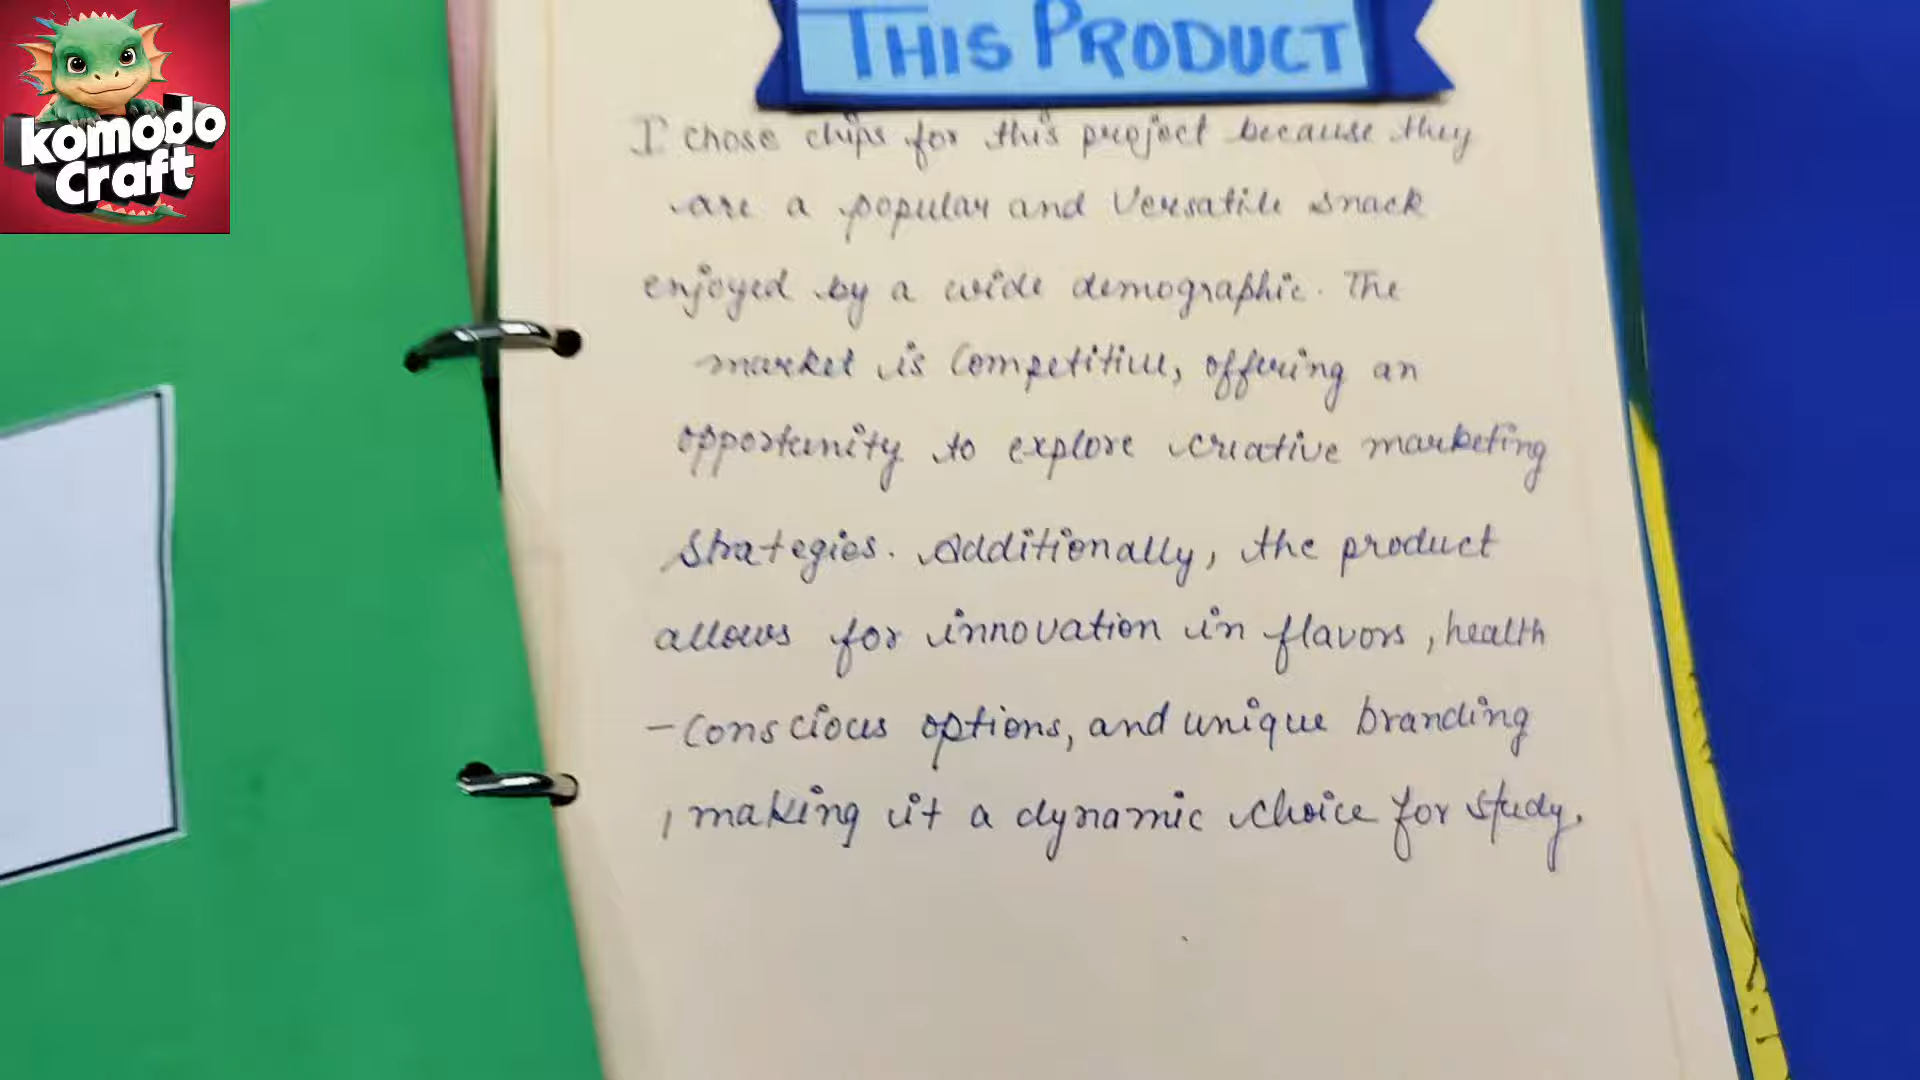 komodo
craft
THIS PRODUCT
I chose chips for this project because they
are a popular and versatile snack
enjoyed by a wide demographic. The
market is competitive, offering an
opportunity to explore creative marketing
strategies. Additionally, the product
allows for innovation in flavors, health
-conscious options, and unique branding
, making it a dynamic choice for study.